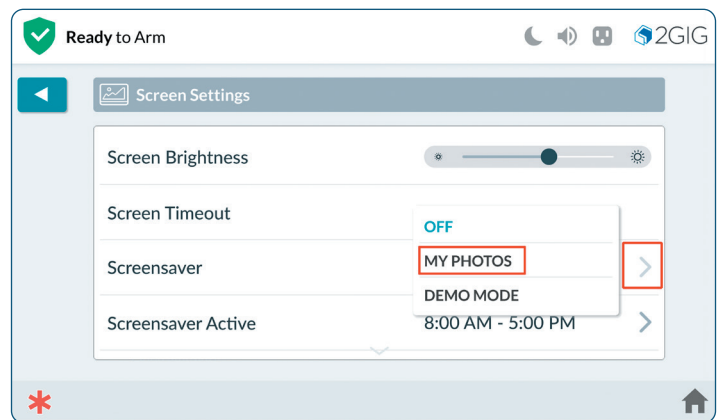 Ready to Arm
2GIG
Screen Settings
Screen Brightness
Screen Timeout
OFF
Screensaver
MY PHOTOS
DEMO MODE
Screensaver Active
8:00 AM - 5:00 PM